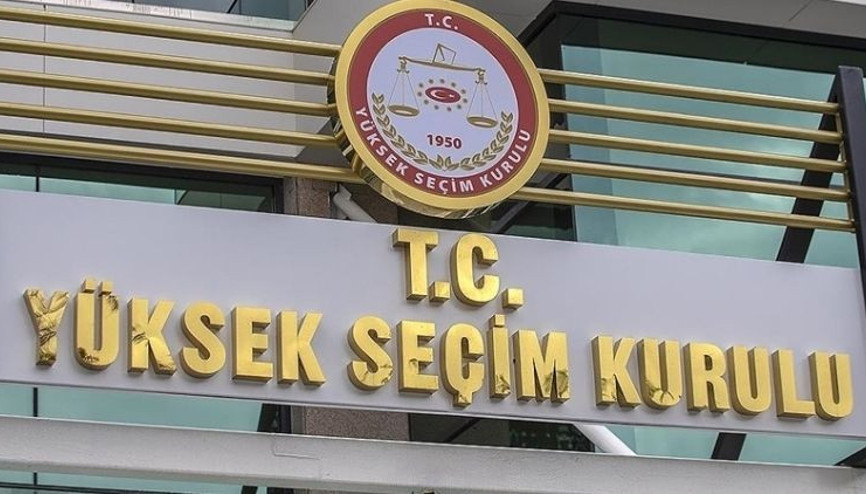 T.C.
1950
YÜKSEK SEÇİM KURULU
T.C.
YÜKSEK SEÇİM KURULU